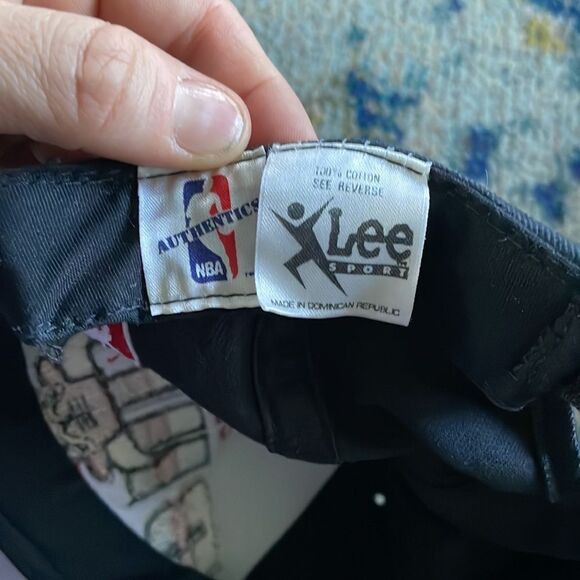 AUTHENTICS
NBA
100% COTTON
SEE REVERSE
Lee
SPORT
MADE IN DOMINICAN REPUBLIC